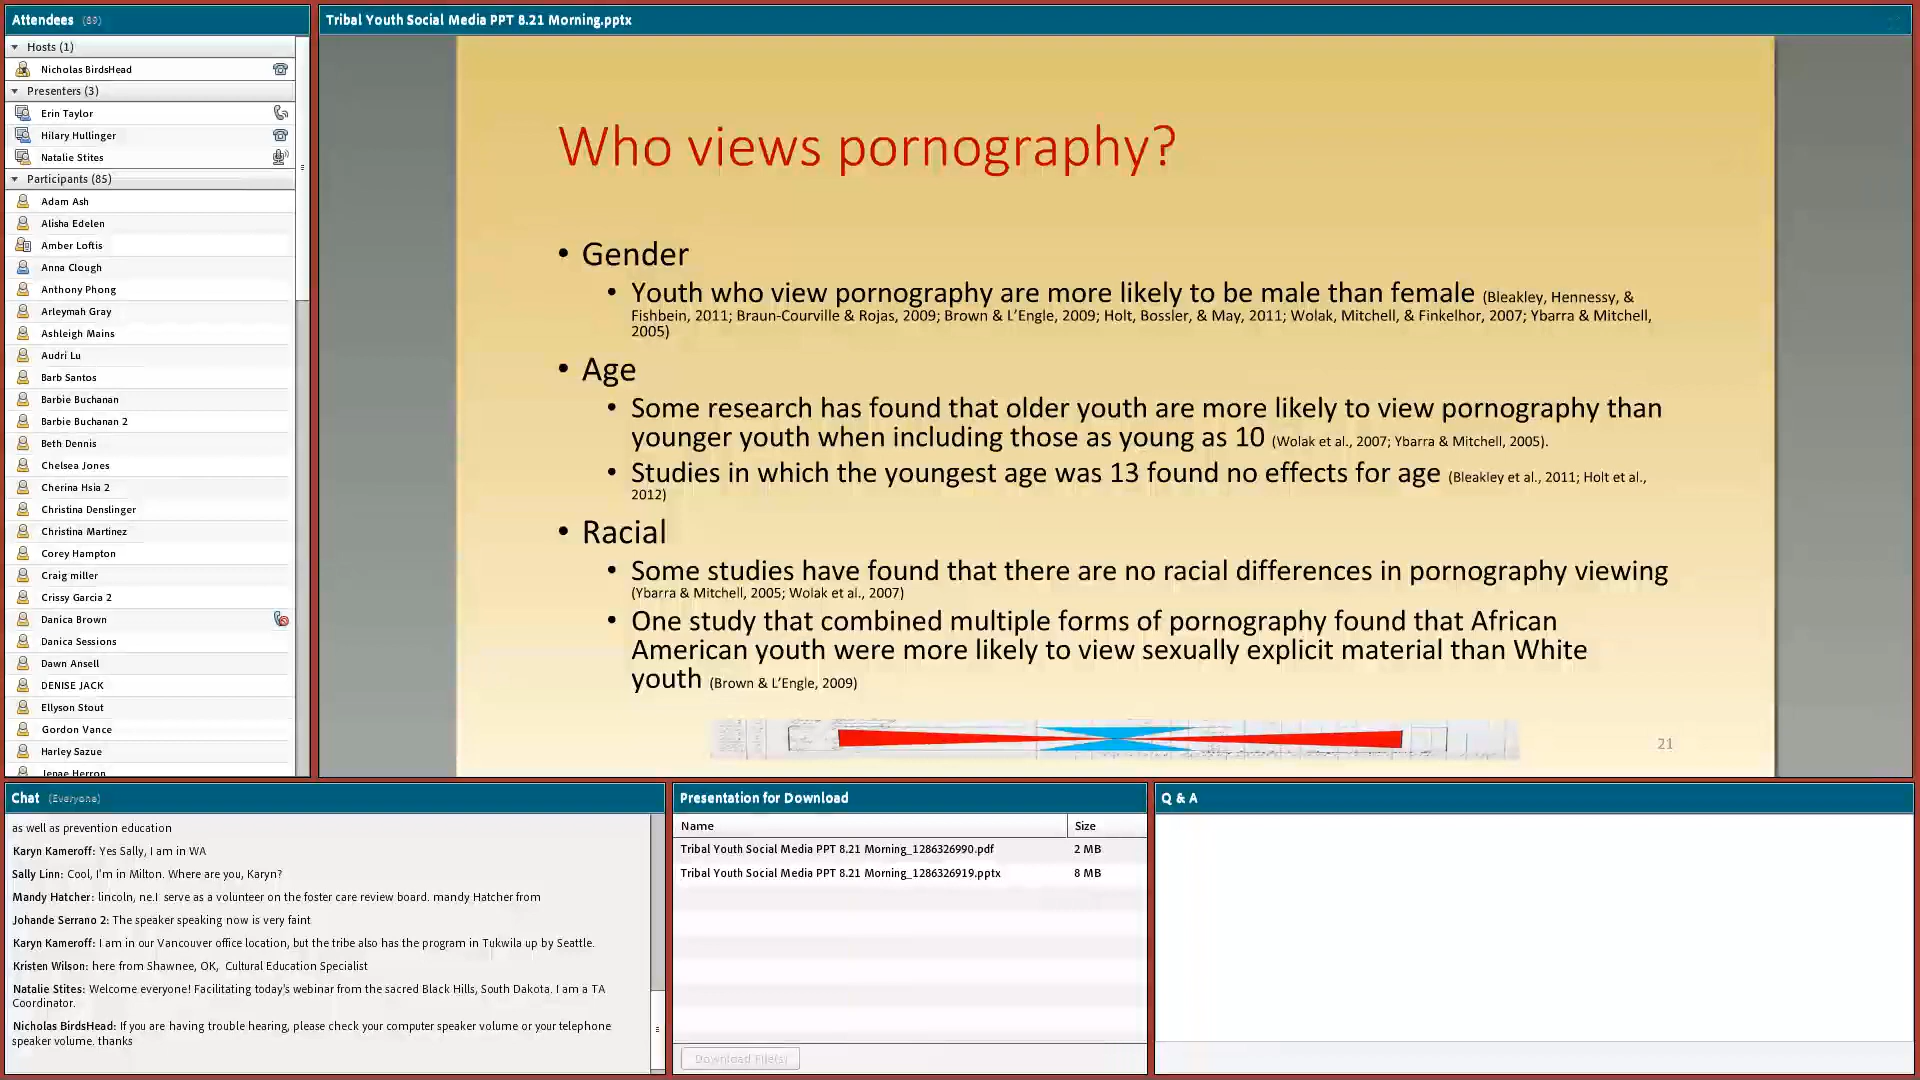 Attendees (89)
Hosts (1)
Nicholas BirdsHead
Presenters (3)
Erin Taylor
Hilary Hullinger
Natalie Stites
Participants (85)
Adam Ash
Alisha Edelen
Amber Loftis
Anna Clough
Anthony Phong
Arleymah Gray
Ashleigh Mains
Audri Lu
Barb Santos
Barbie Buchanan
Barbie Buchanan 2
Beth Dennis
Chelsea Jones
Cherina Hsia 2
Christina Denslinger
Christina Martinez
Corey Hampton
Craig miller
Crissy Garcia 2
Danica Brown
Danica Sessions
Dawn Ansell
DENISE JACK
Ellyson Stout
Gordon Vance
Harley Sazue
Jenae Herron
Tribal Youth Social Media PPT 8.21 Morning.pptx
Who views pornography?
• Gender
• Youth who view pornography are more likely to be male than female (Bleakley, Hennessy, &
Fishbein, 2011; Braun-Courville & Rojas, 2009; Brown & L’Engle, 2009; Holt, Bossler, & May, 2011; Wolak, Mitchell, & Finkelhor, 2007; Ybarra & Mitchell,
2005)
• Age
• Some research has found that older youth are more likely to view pornography than
younger youth when including those as young as 10 (Wolak et al., 2007; Ybarra & Mitchell, 2005).
• Studies in which the youngest age was 13 found no effects for age (Bleakley et al., 2011; Holt et al.,
2012)
• Racial
• Some studies have found that there are no racial differences in pornography viewing
(Ybarra & Mitchell, 2005; Wolak et al., 2007)
• One study that combined multiple forms of pornography found that African
American youth were more likely to view sexually explicit material than White
youth (Brown & L’Engle, 2009)
21
Chat (Everyone)
as well as prevention education
Karyn Kameroff: Yes Sally, I am in WA
Sally Linn: Cool, I'm in Milton. Where are you, Karyn?
Mandy Hatcher: lincoln, ne.I serve as a volunteer on the foster care review board. mandy Hatcher from
Johande Serrano 2: The speaker speaking now is very faint
Karyn Kameroff: I am in our Vancouver office location, but the tribe also has the program in Tukwila up by Seattle.
Kristen Wilson: here from Shawnee, OK, Cultural Education Specialist
Natalie Stites: Welcome everyone! Facilitating today's webinar from the sacred Black Hills, South Dakota. I am a TA
Coordinator.
Nicholas BirdsHead: If you are having trouble hearing, please check your computer speaker volume or your telephone
speaker volume. thanks
Presentation for Download
Name Size
Tribal Youth Social Media PPT 8.21 Morning_1286326990.pdf 2 MB
Tribal Youth Social Media PPT 8.21 Morning_1286326919.pptx 8 MB
Download File(s)
Q & A